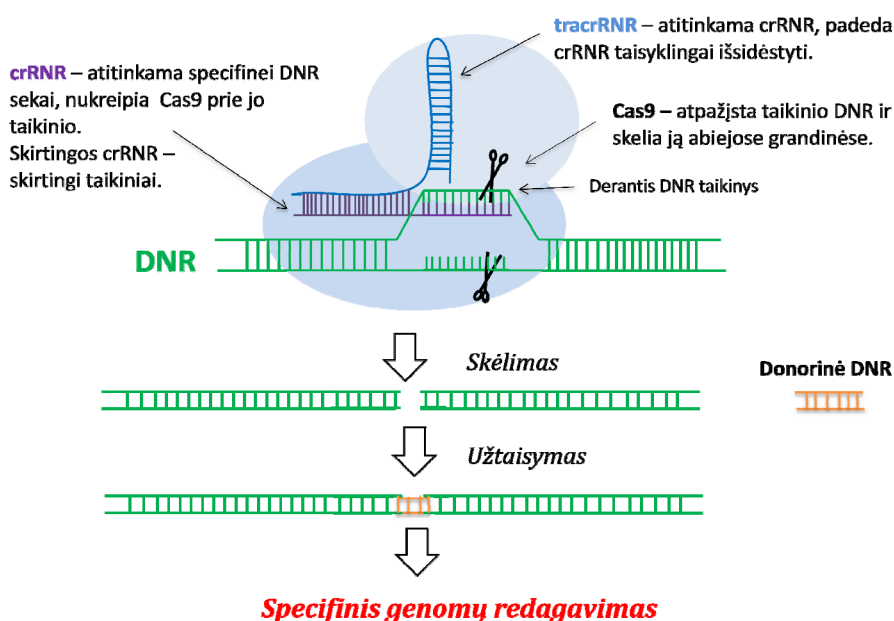 tracrRNR – atitinkama crRNR, padeda
crRNR taisyklingai išsidėstyti.
crRNR – atitinkama specifinei DNR
sekai, nukreipia Cas9 prie jo
taikinio.
Skirtingos crRNR –
skirtingi taikiniai.
Cas9 – atpažįsta taikinio DNR ir
skelia ją abiejose grandinėse.
Derantis DNR taikinys
DNR
Skėlimas
Donorinė DNR
Užtaisymas
Specifinis genomų redagavimas